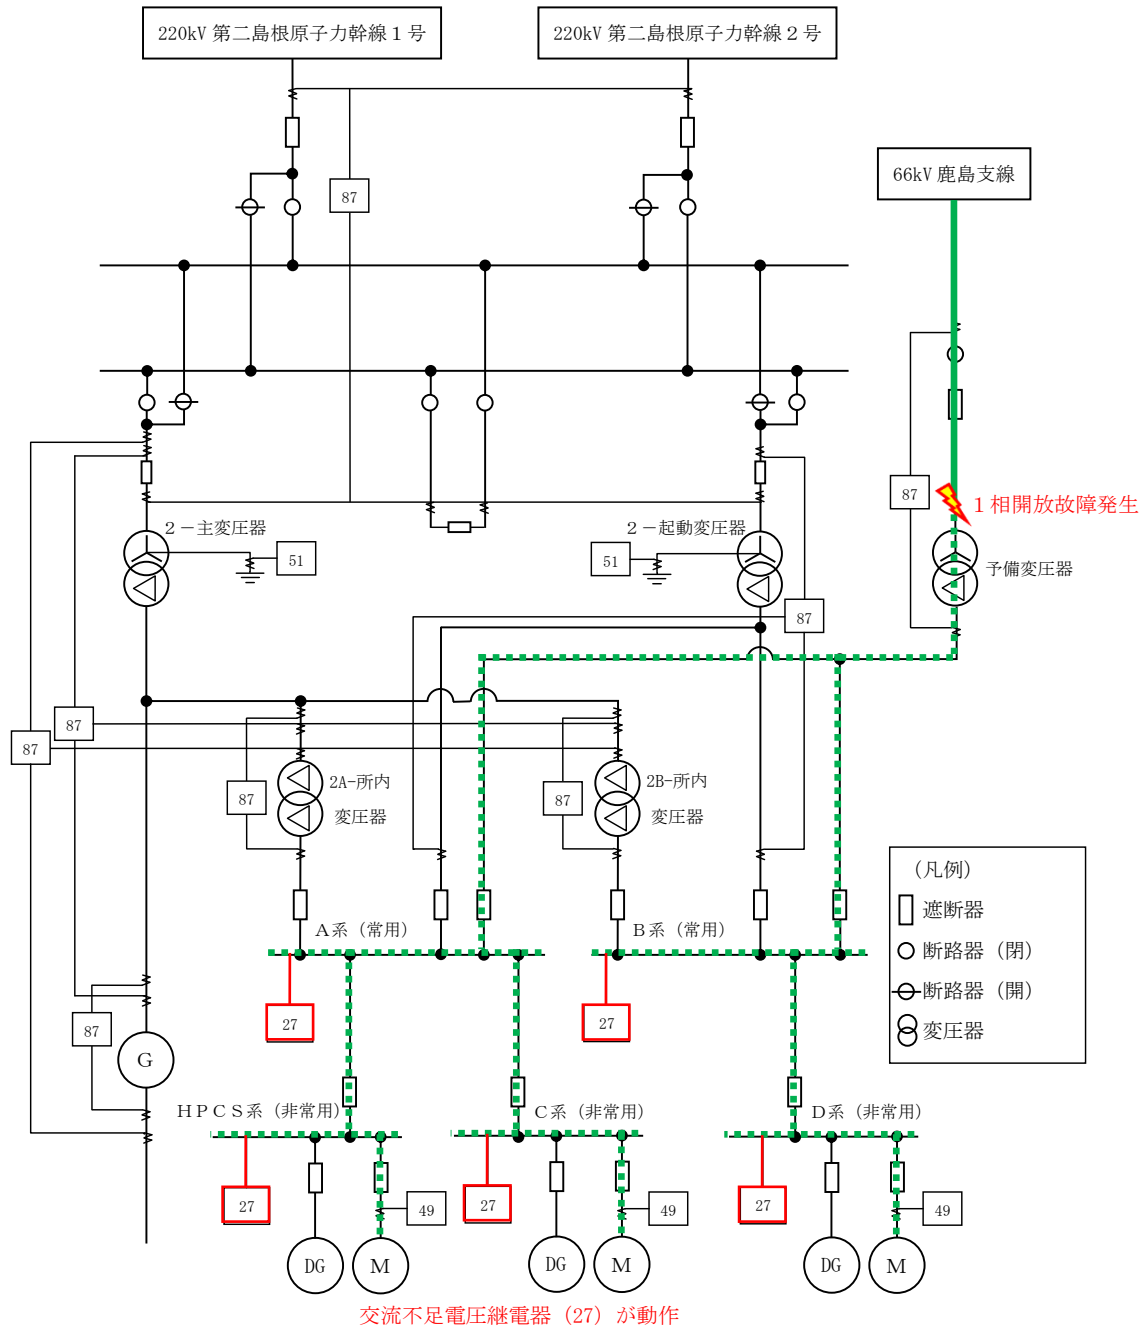 220kV 第二島根原子力幹線１号
220kV 第二島根原子力幹線２号
66kV 鹿島支線
87
87
１相開放故障発生
２－主変圧器
２－起動変圧器
51
51
予備変圧器
87
87
87
2A-所内
変圧器
87
2B-所内
変圧器
87
(凡例)
遮断器
断路器（閉）
断路器（開）
変圧器
Ａ系（常用）
Ｂ系（常用）
27
27
87
G
ＨＰＣＳ系（非常用）
Ｃ系（非常用）
Ｄ系（非常用）
27
49
27
49
27
49
DG
M
DG
M
DG
M
交流不足電圧継電器（27）が動作